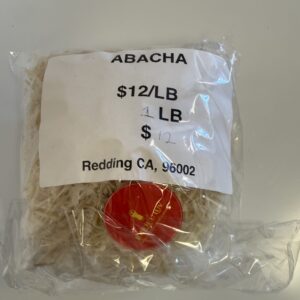 ABACHA
$12/LB
1 LB
$ 12
Redding CA, 96002